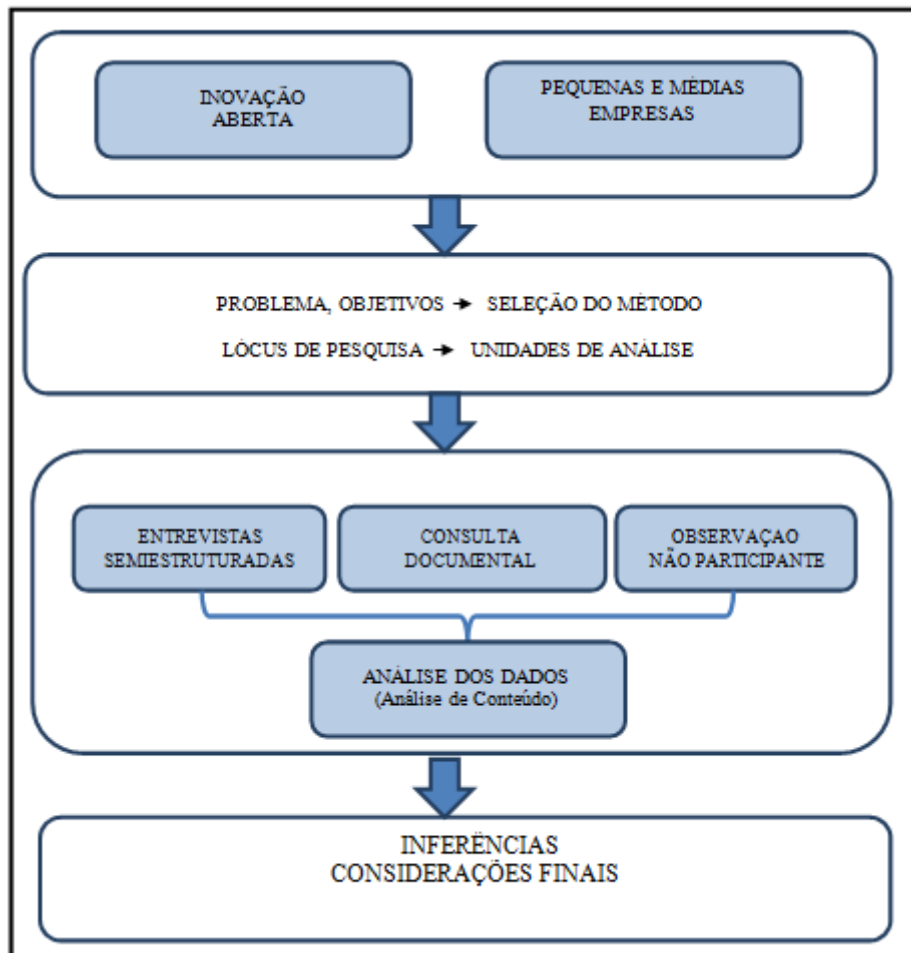 INOVAÇÃO
ABERTA
PEQUENAS E MÉDIAS
EMPRESAS
PROBLEMA, OBJETIVOS → SELEÇÃO DO MÉTODO
LÓCUS DE PESQUISA → UNIDADES DE ANÁLISE
ENTREVISTAS
SEMIESTRUTURADAS
CONSULTA
DOCUMENTAL
OBSERVAÇAO
NÃO PARTICIPANTE
ANÁLISE DOS DADOS
(Análise de Conteúdo)
INFERÊNCIAS
CONSIDERAÇÕES FINAIS